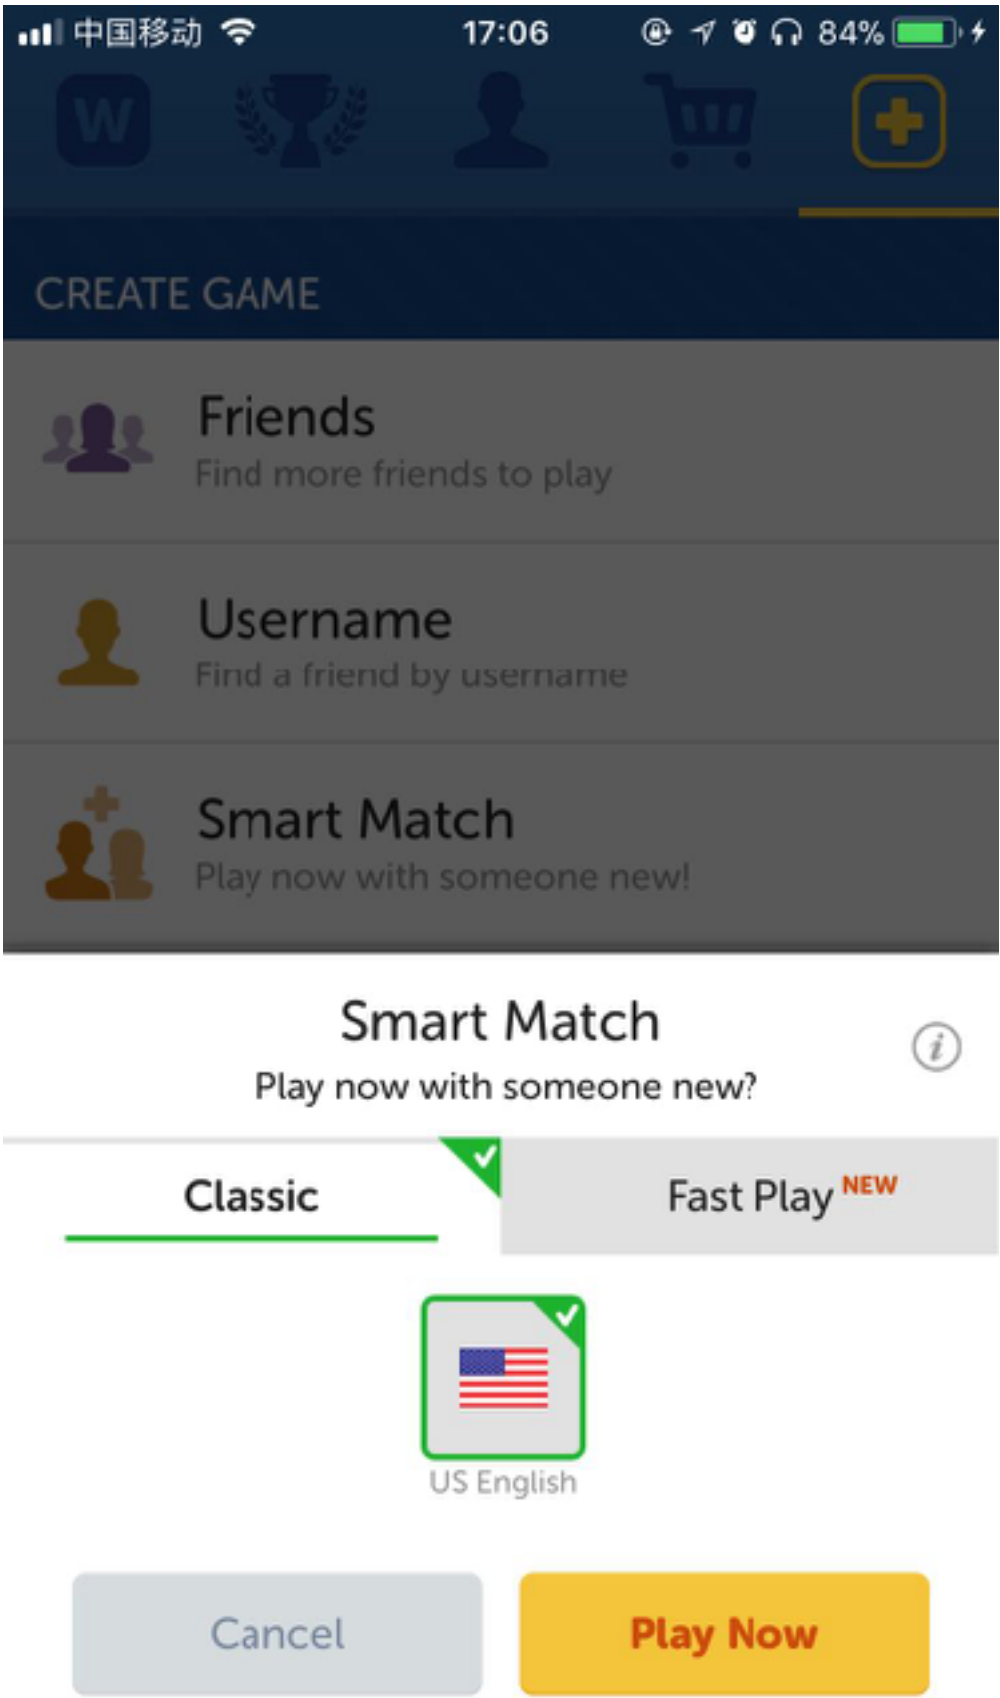 中国移动 17:06 84%
W
CREATE GAME
Friends
Find more friends to play
Username
Find a friend by username
Smart Match
Play now with someone new!
Smart Match
i
Play now with someone new?
Classic Fast Play NEW
US English
Cancel Play Now